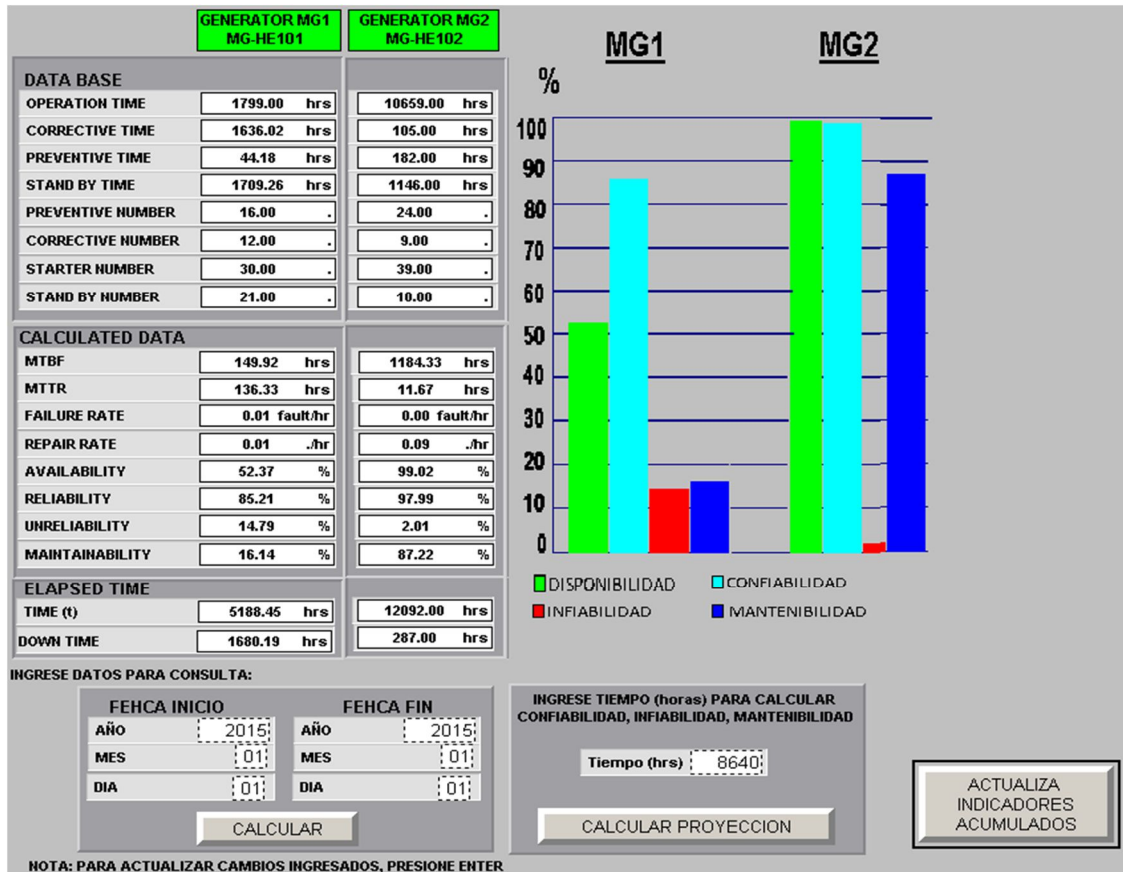 GENERATOR MG1
MG-HE101
GENERATOR MG2
MG-HE102
DATA BASE
OPERATION TIME 1799.00 hrs 10659.00 hrs
CORRECTIVE TIME 1636.02 hrs 105.00 hrs
PREVENTIVE TIME 44.18 hrs 182.00 hrs
STAND BY TIME 1709.26 hrs 1146.00 hrs
PREVENTIVE NUMBER 16.00 . 24.00 .
CORRECTIVE NUMBER 12.00 . 9.00 .
STARTER NUMBER 30.00 . 39.00 .
STAND BY NUMBER 21.00 . 10.00 .
CALCULATED DATA
MTBF 149.92 hrs 1184.33 hrs
MTTR 136.33 hrs 11.67 hrs
FAILURE RATE 0.01 fault/hr 0.00 fault/hr
REPAIR RATE 0.01 ./hr 0.09 ./hr
AVAILABILITY 52.37 % 99.02 %
RELIABILITY 85.21 % 97.99 %
UNRELIABILITY 14.79 % 2.01 %
MAINTAINABILITY 16.14 % 87.22 %
ELAPSED TIME
TIME (t) 5188.45 hrs 12092.00 hrs
DOWN TIME 1680.19 hrs 287.00 hrs
MG1 MG2
%
100
90
80
70
60
50
40
30
20
10
0
DISPONIBILIDAD CONFIABILIDAD
INFIABILIDAD MANTENIBILIDAD
INGRESE DATOS PARA CONSULTA:
FEHCA INICIO FEHCA FIN
AÑO 2015 AÑO 2015
MES 01 MES 01
DIA 01 DIA 01
CALCULAR
INGRESE TIEMPO (horas) PARA CALCULAR
CONFIABILIDAD, INFIABILIDAD, MANTENIBILIDAD
Tiempo (hrs) 8640
CALCULAR PROYECCION
ACTUALIZA
INDICADORES
ACUMULADOS
NOTA: PARA ACTUALIZAR CAMBIOS INGRESADOS, PRESIONE ENTER